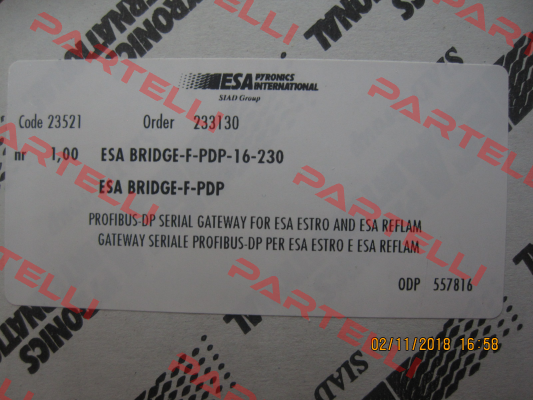 ESA PYRONICS INTERNATIONAL
SIAD Group
Code 23521 Order 233130
nr 1,00 ESA BRIDGE-F-PDP-16-230
ESA BRIDGE-F-PDP
PROFIBUS-DP SERIAL GATEWAY FOR ESA ESTRO AND ESA REFLAM
GATEWAY SERIALE PROFIBUS-DP PER ESA ESTRO E ESA REFLAM
ODP 557816
02/11/2018 16:58
PARTELLI
PARTELLI
PARTELLI
PARTELLI
PARTELLI
PARTELLI